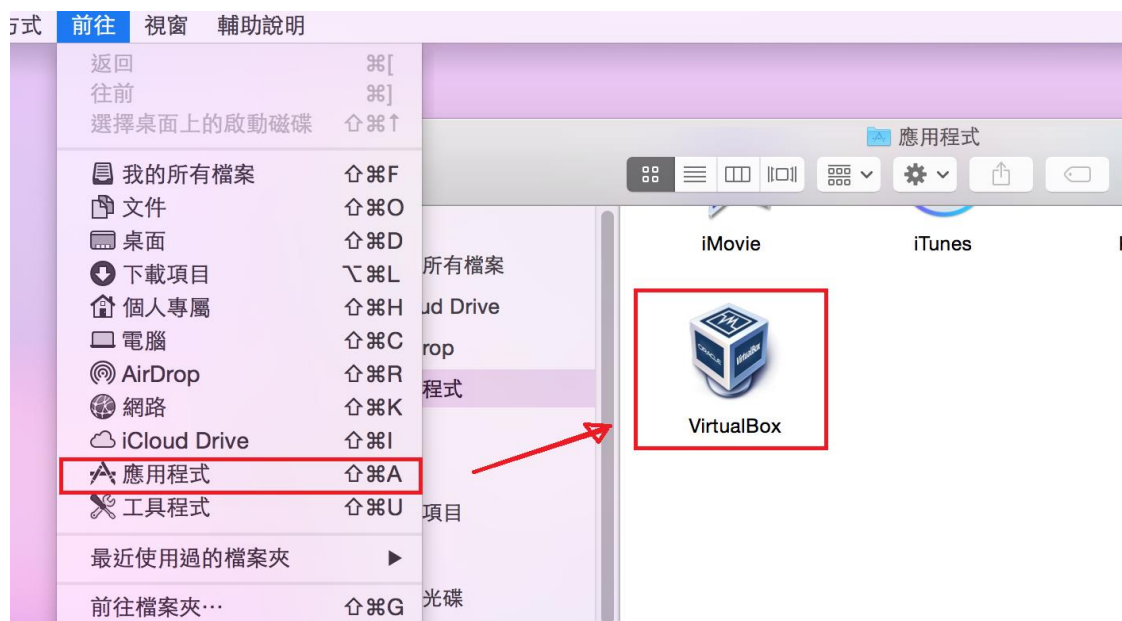 方式 前往 視窗 輔助說明
返回 ⌘[
往前 ⌘]
選擇桌面上的啟動磁碟 ⇧⌘↑
我的所有檔案 ⇧⌘F
文件 ⇧⌘O
桌面 ⇧⌘D
下載項目 ⌥⌘L
個人專屬 ⇧⌘H
電腦 ⇧⌘C
AirDrop ⇧⌘R
網路 ⇧⌘K
iCloud Drive ⇧⌘I
應用程式 ⇧⌘A
工具程式 ⇧⌘U
最近使用過的檔案夾 ▶
前往檔案夾⋯ ⇧⌘G
應用程式
所有檔案
ud Drive
rop
程式
項目
光碟
iMovie
iTunes
ORACLE
VirtualBox
VirtualBox